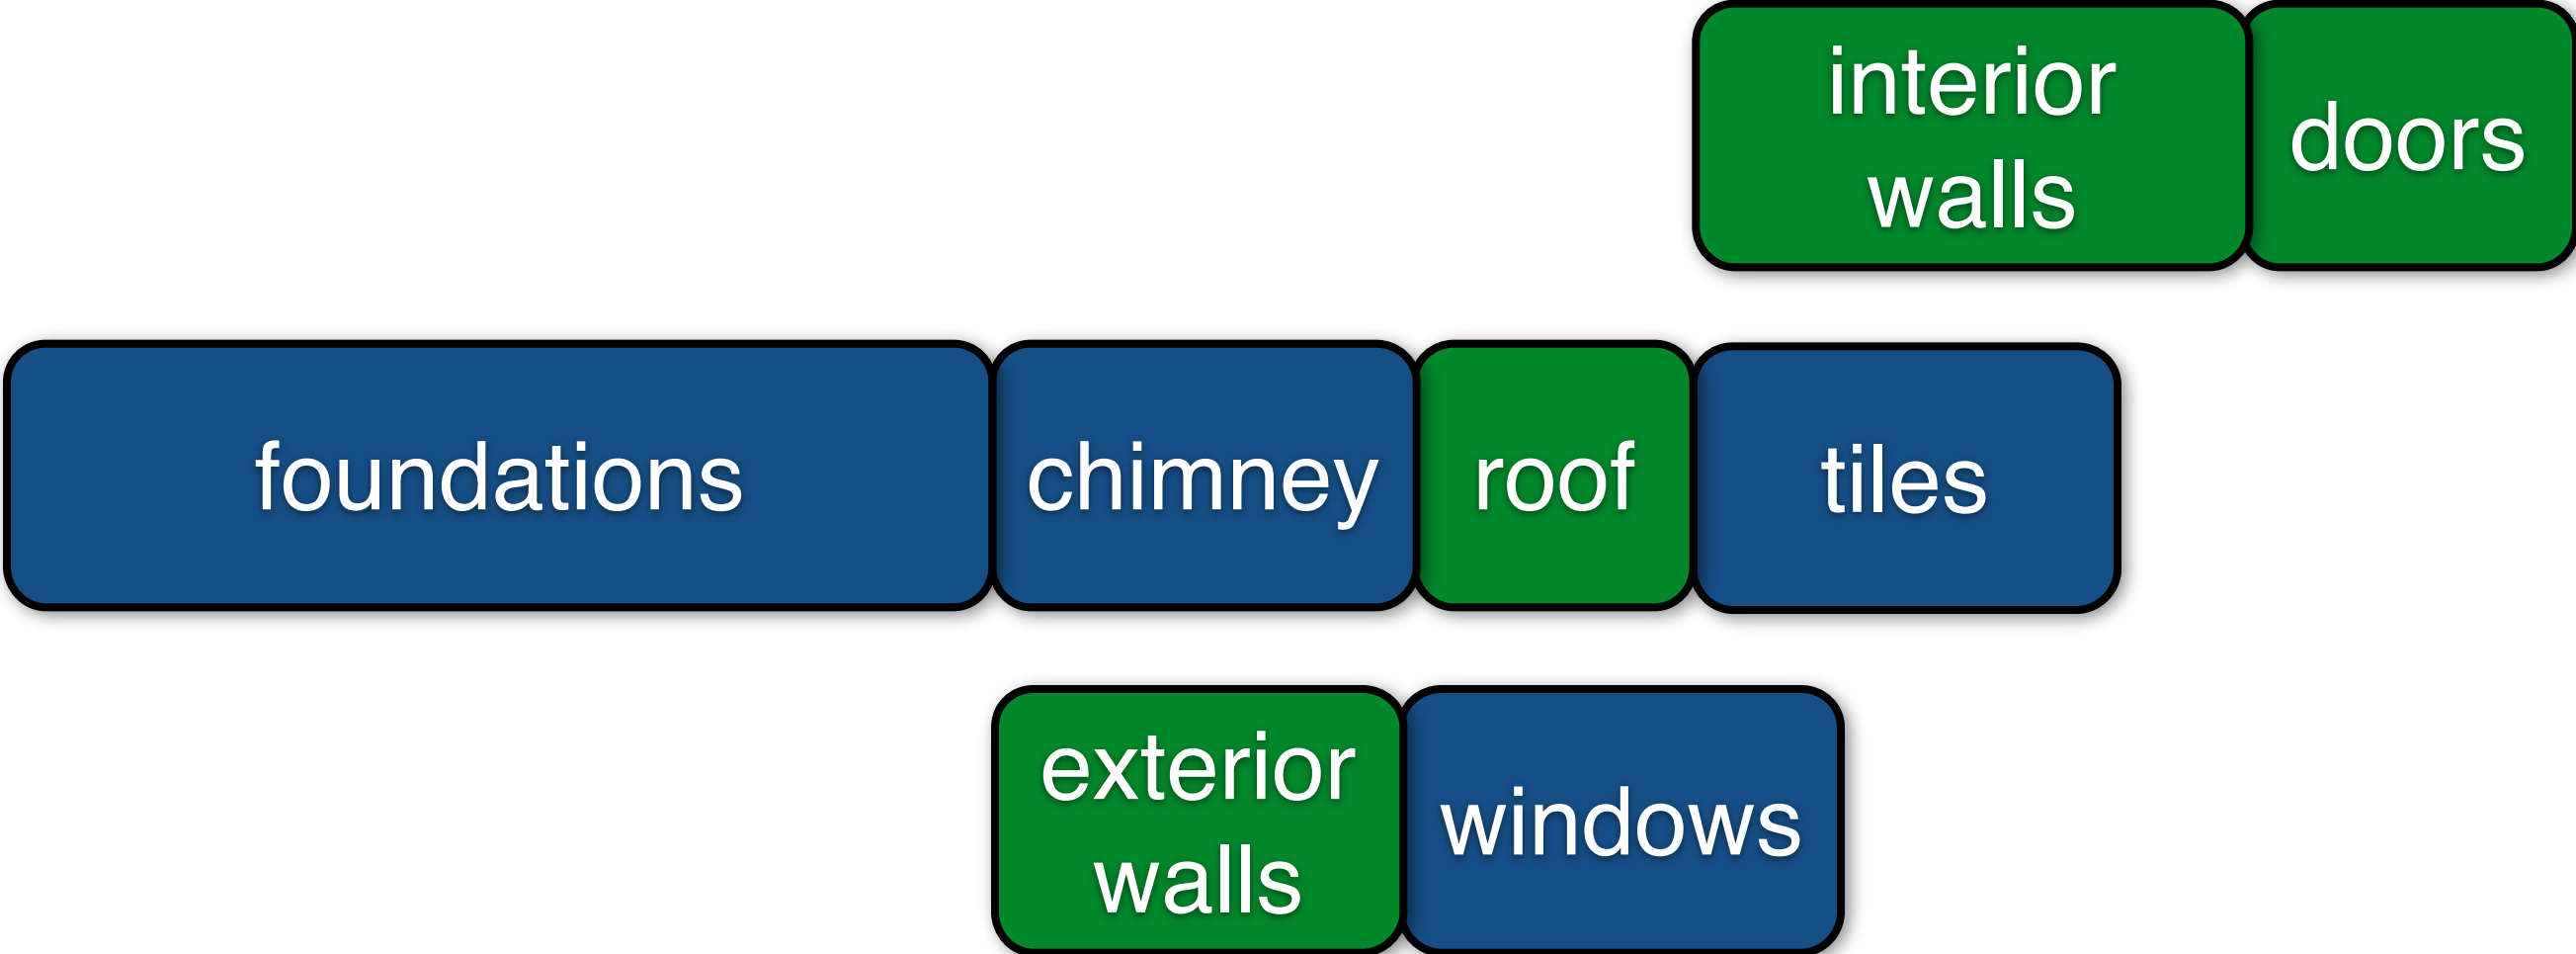 interior
walls
doors
foundations
chimney
roof
tiles
exterior
walls
windows